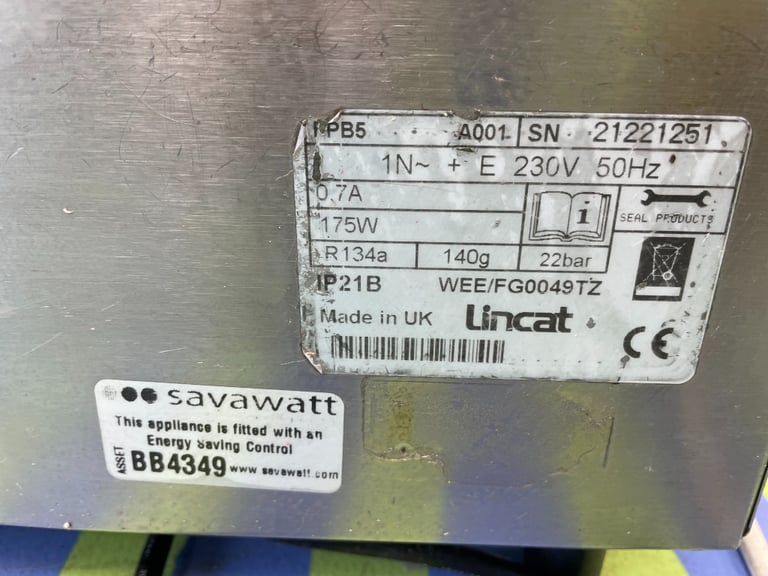 PB5 A001 SN 21221251
1N~ + E 230V 50Hz
0.7A
175W
SEAL PRODUCTS
R134a 140g 22bar
IP21B WEE/FG0049TZ
Made in UK Lincat
CE
savawatt
This appliance is fitted with an
Energy Saving Control
ASSET BB4349 www.savawatt.com